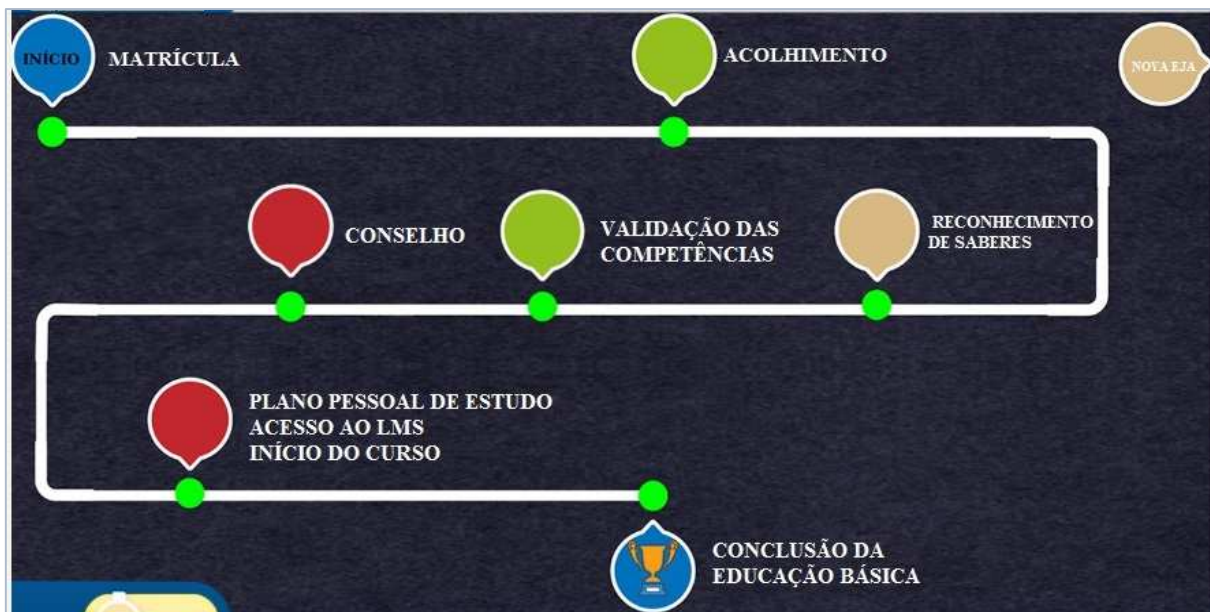 INÍCIO
MATRÍCULA
ACOLHIMENTO
NOVA EJA
CONSELHO
VALIDAÇÃO DAS
COMPETÊNCIAS
RECONHECIMENTO
DE SABERES
PLANO PESSOAL DE ESTUDO
ACESSO AO LMS
INÍCIO DO CURSO
CONCLUSÃO DA
EDUCAÇÃO BÁSICA